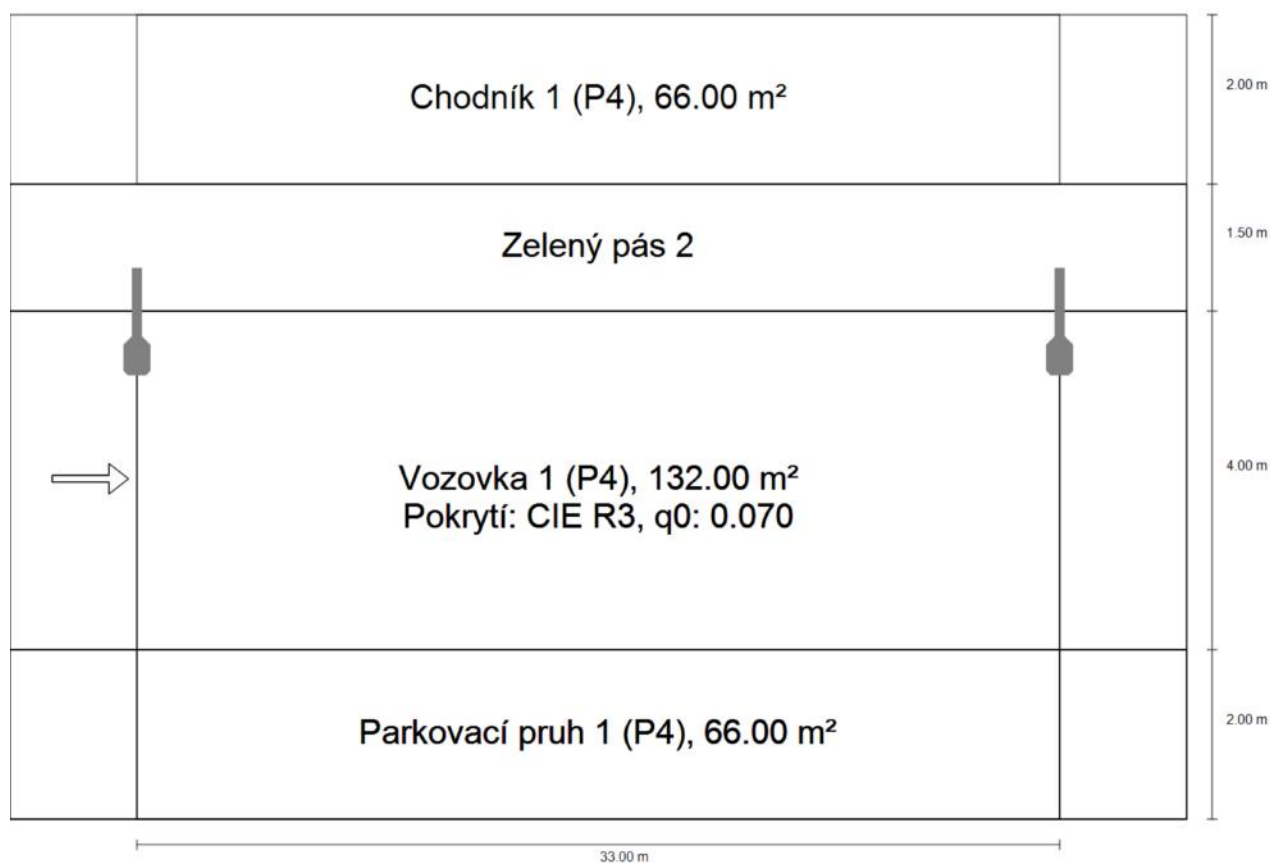 Chodník 1 (P4), 66.00 m²
2.00 m
Zelený pás 2
1.50 m
Vozovka 1 (P4), 132.00 m²
Pokrytí: CIE R3, q0: 0.070
4.00 m
Parkovací pruh 1 (P4), 66.00 m²
2.00 m
33.00 m